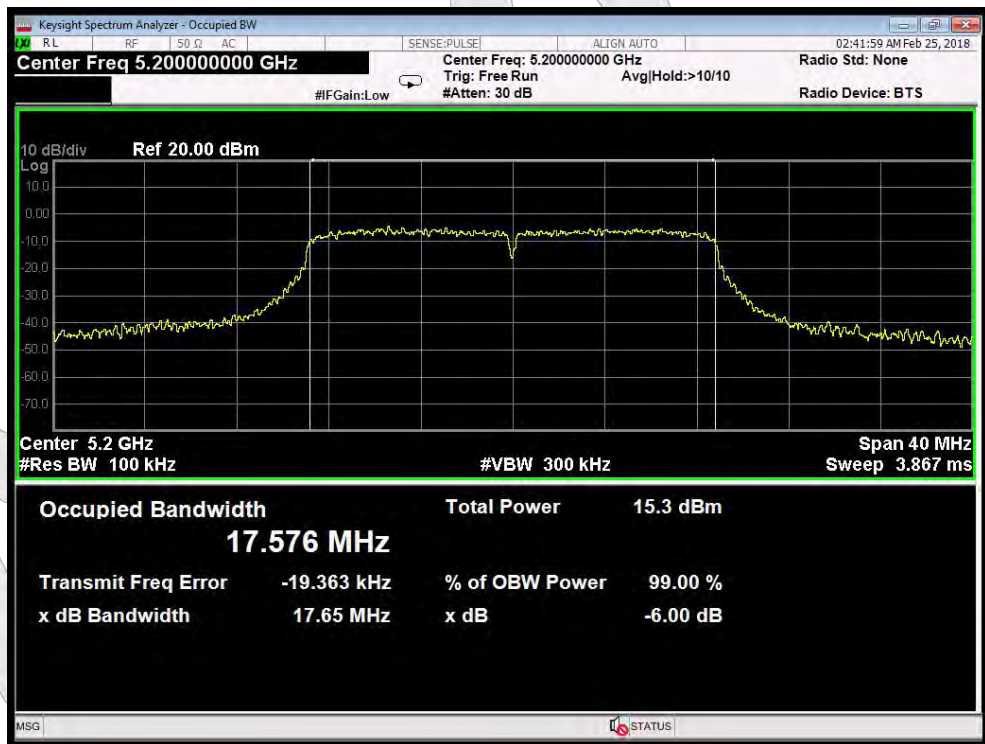 Keysight Spectrum Analyzer - Occupied BW
LXI RL RF 50 Ω AC SENSE:PULSE ALIGN AUTO 02:41:59 AM Feb 25, 2018
Center Freq 5.200000000 GHz Center Freq: 5.200000000 GHz Radio Std: None
Trig: Free Run Avg|Hold:>10/10
#IFGain:Low #Atten: 30 dB Radio Device: BTS
10 dB/div Ref 20.00 dBm
Log
10.0
0.00
-10.0
-20.0
-30.0
-40.0
-50.0
-60.0
-70.0
Center 5.2 GHz Span 40 MHz
#Res BW 100 kHz #VBW 300 kHz Sweep 3.867 ms
Occupied Bandwidth Total Power 15.3 dBm
17.576 MHz
Transmit Freq Error -19.363 kHz % of OBW Power 99.00 %
x dB Bandwidth 17.65 MHz x dB -6.00 dB
MSG STATUS